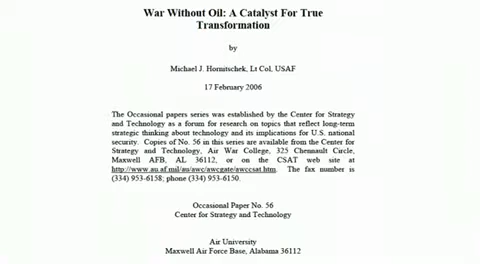 War Without Oil: A Catalyst For True
Transformation
by
Michael J. Hornitschek, Lt Col, USAF
17 February 2006
The Occasional papers series was established by the Center for Strategy
and Technology as a forum for research on topics that reflect long-term
strategic thinking about technology and its implications for U.S. national
security. Copies of No. 56 in this series are available from the Center for
Strategy and Technology, Air War College, 325 Chennault Circle,
Maxwell AFB, AL 36112, or on the CSAT web site at
http://www.au.af.mil/au/awc/awcgate/awccsat.htm. The fax number is
(334) 953-6158; phone (334) 953-6150.
Occasional Paper No. 56
Center for Strategy and Technology
Air University
Maxwell Air Force Base, Alabama 36112